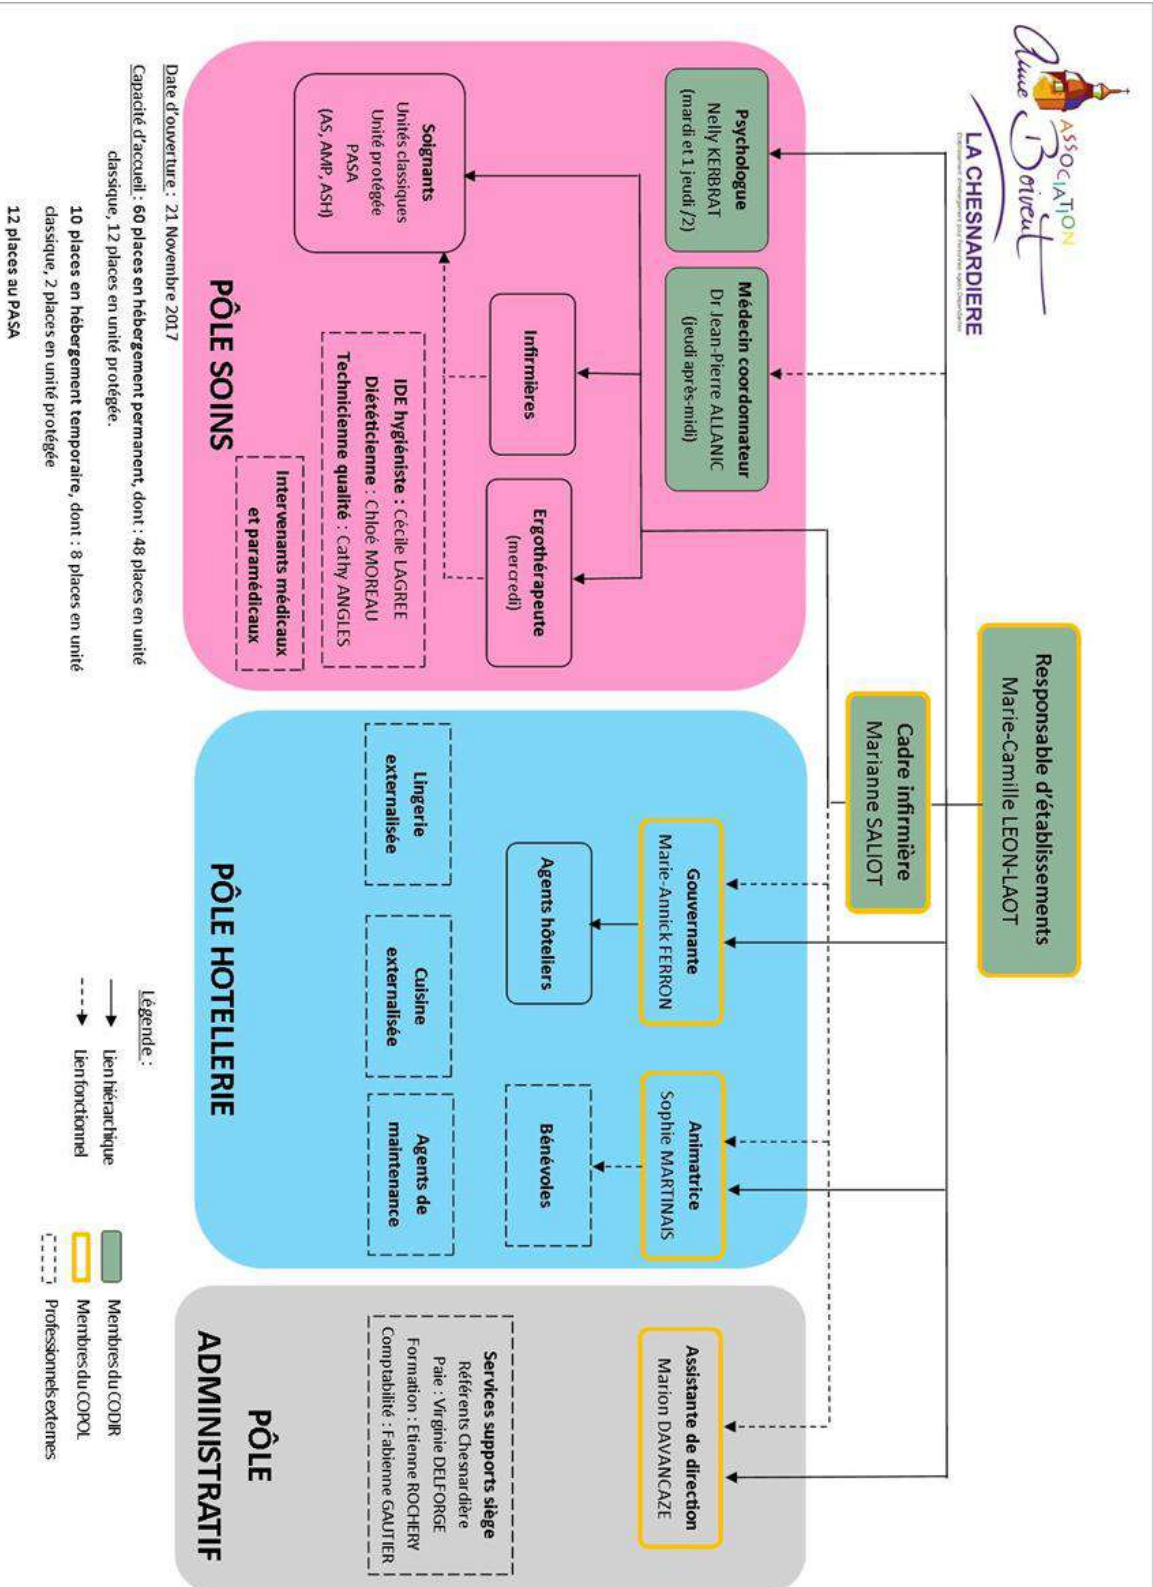 ASSOCIATION
Anne Boivent
LA CHESNARDIERE
Etablissement d'Hébergement pour Personnes Agées Dépendantes
Responsable d'établissements
Marie-Camille LEON-LAOT
Cadre infirmière
Marianne SALIOT
Psychologue
Nelly KERBRAT
(mardi et 1 jeudi /2)
Médecin coordonnateur
Dr Jean-Pierre ALLANIC
(jeudi après-midi)
Infirmières
Ergothérapeute
(mercredi)
Soignants
Unités classiques
Unité protégée
PASA
(AS, AMP, ASH)
IDE hygiéniste : Cécile LAGREE
Diététicienne : Chloé MOREAU
Technicienne qualité : Cathy ANGLES
Intervenants médicaux
et paramédicaux
PÔLE SOINS
Gouvernante
Marie-Annick FERRON
Animatrice
Sophie MARTINAIS
Agents hôteliers
Bénévoles
Lingerie
externalisée
Cuisine
externalisée
Agents de
maintenance
PÔLE HOTELLERIE
Assistante de direction
Marion DAVANCAZE
Services supports siège
Référents Chesnardière
Paie : Virginie DELFORGE
Formation : Etienne ROCHERY
Comptabilité : Fabienne GAUTIER
PÔLE
ADMINISTRATIF
Date d'ouverture : 21 Novembre 2017
Capacité d'accueil : 60 places en hébergement permanent, dont : 48 places en unité
classique, 12 places en unité protégée.
10 places en hébergement temporaire, dont : 8 places en unité
classique, 2 places en unité protégée
12 places au PASA
Légende :
Lien hiérarchique
Lien fonctionnel
Membres du CODIR
Membres du COPOL
Professionnels externes